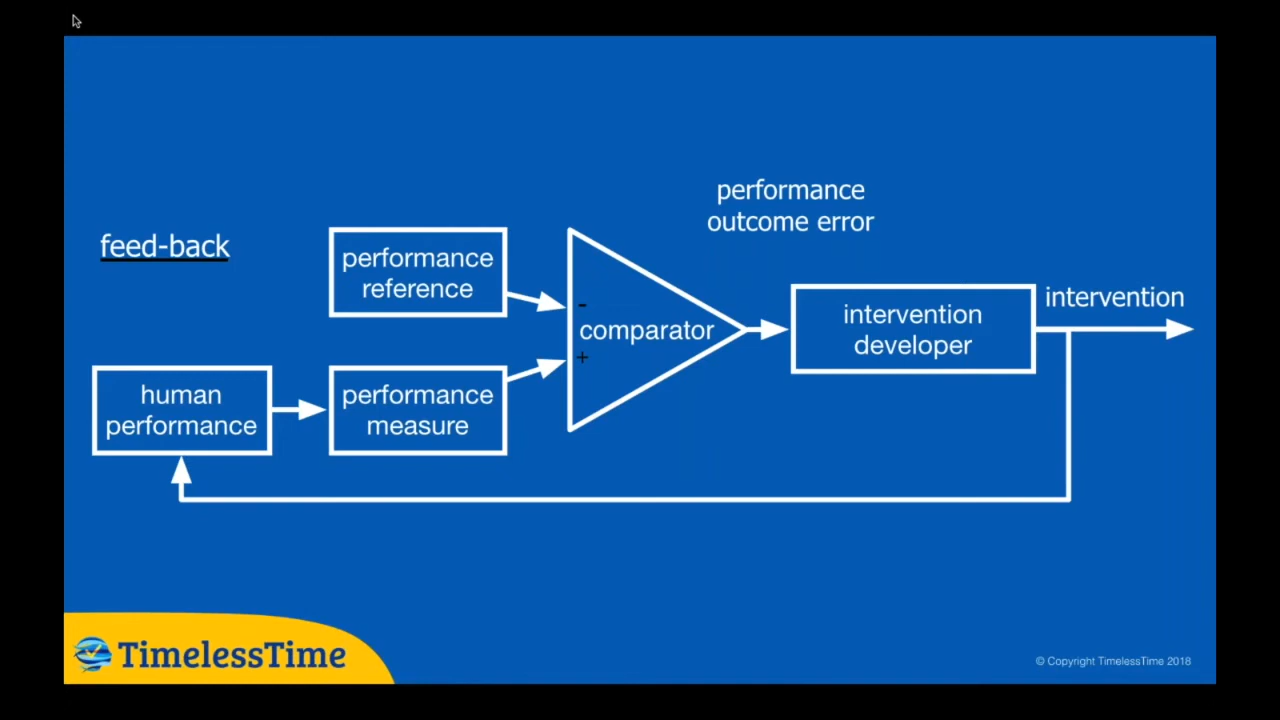 performance
outcome error
feed-back
performance
reference
-
comparator
+
intervention
developer
intervention
human
performance
performance
measure
TimelessTime
© Copyright TimelessTime 2018